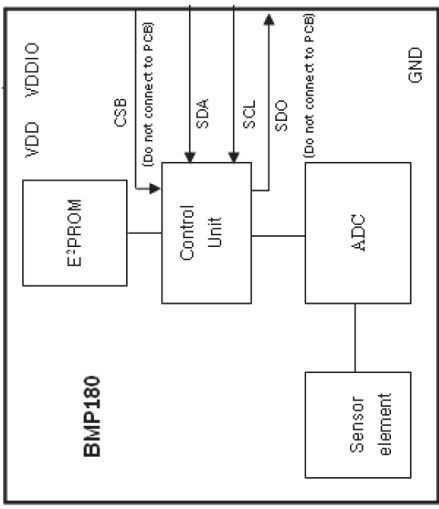 VDD VDDIO
CSB
(Do not connect to PCB)
SDA
SCL
SDO
(Do not connect to PCB)
GND
E²PROM
Control
Unit
ADC
BMP180
Sensor
element